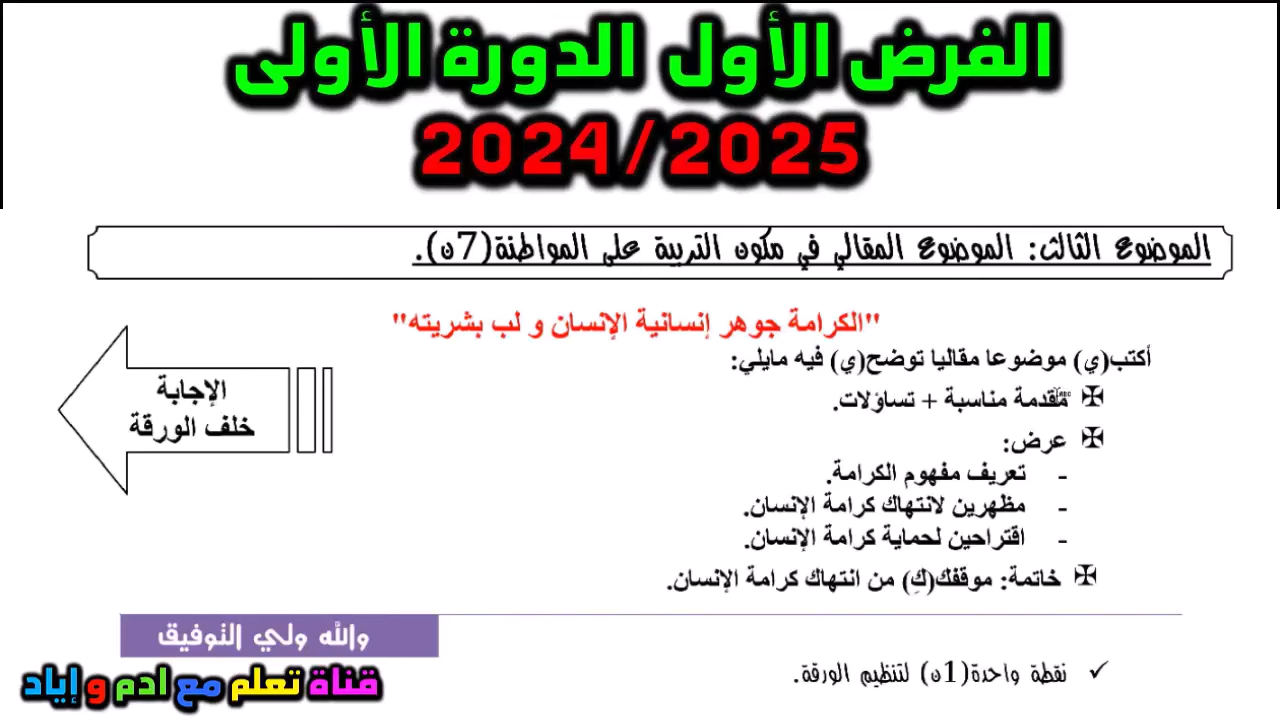 الفرض الأول الدورة الأولى
2024/2025
الموضوع الثالث: الموضوع المقالي في مكون التربية على المواطنة(7ن).
"الكرامة جوهر إنسانية الإنسان و لب بشريته"
أكتب(ي) موضوعا مقاليا توضح(ي) فيه مايلي:
✠ مقدمة مناسبة + تساؤلات.
✠ عرض:
- تعريف مفهوم الكرامة.
- مظهرين لانتهاك كرامة الإنسان.
- اقتراحين لحماية كرامة الإنسان.
✠ خاتمة: موقفك(كِ) من انتهاك كرامة الإنسان.
الإجابة
خلف الورقة
والله ولي التوفيق
✓ نقطة واحدة(1ن) لتنظيم الورقة.
قناة تعلم مع ادم و إياد